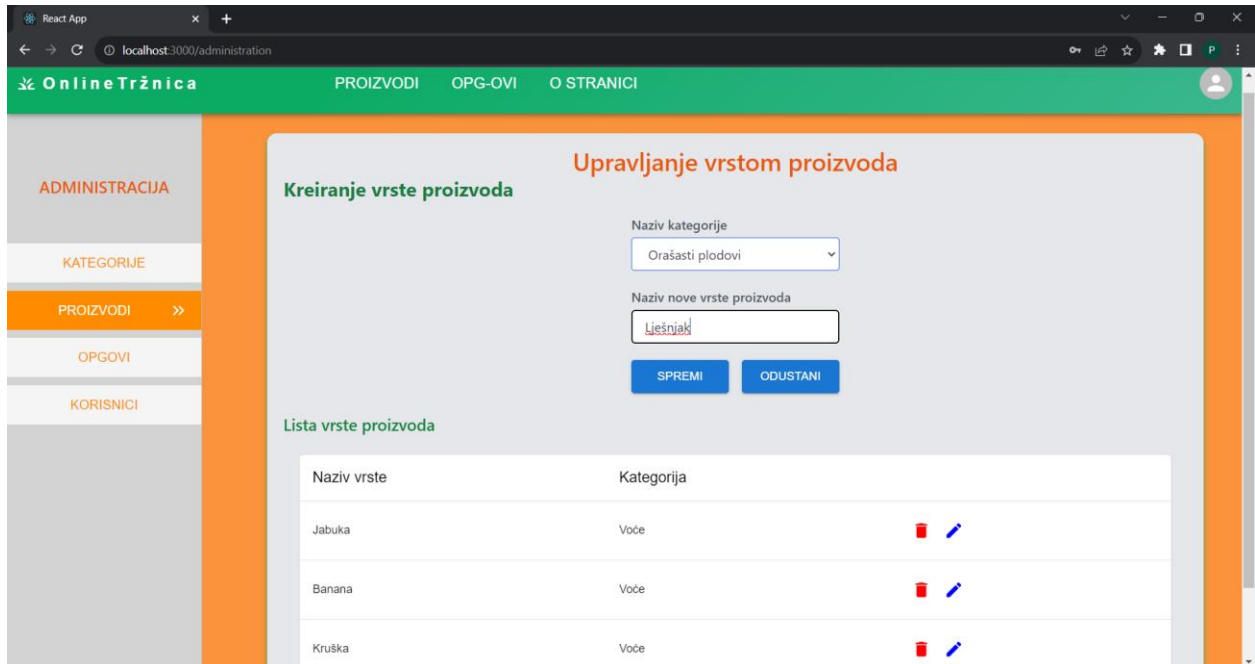 React App
localhost:3000/administration
P
OnlineTržnica PROIZVODI OPG-OVI O STRANICI
ADMINISTRACIJA
KATEGORIJE
PROIZVODI
OPGOVI
KORISNICI
Upravljanje vrstom proizvoda
Kreiranje vrste proizvoda
Naziv kategorije
Orašasti plodovi
Naziv nove vrste proizvoda
Lješnjak
SPREMI ODUSTANI
Lista vrste proizvoda
Naziv vrste Kategorija
Jabuka Voće
Banana Voće
Kruška Voće